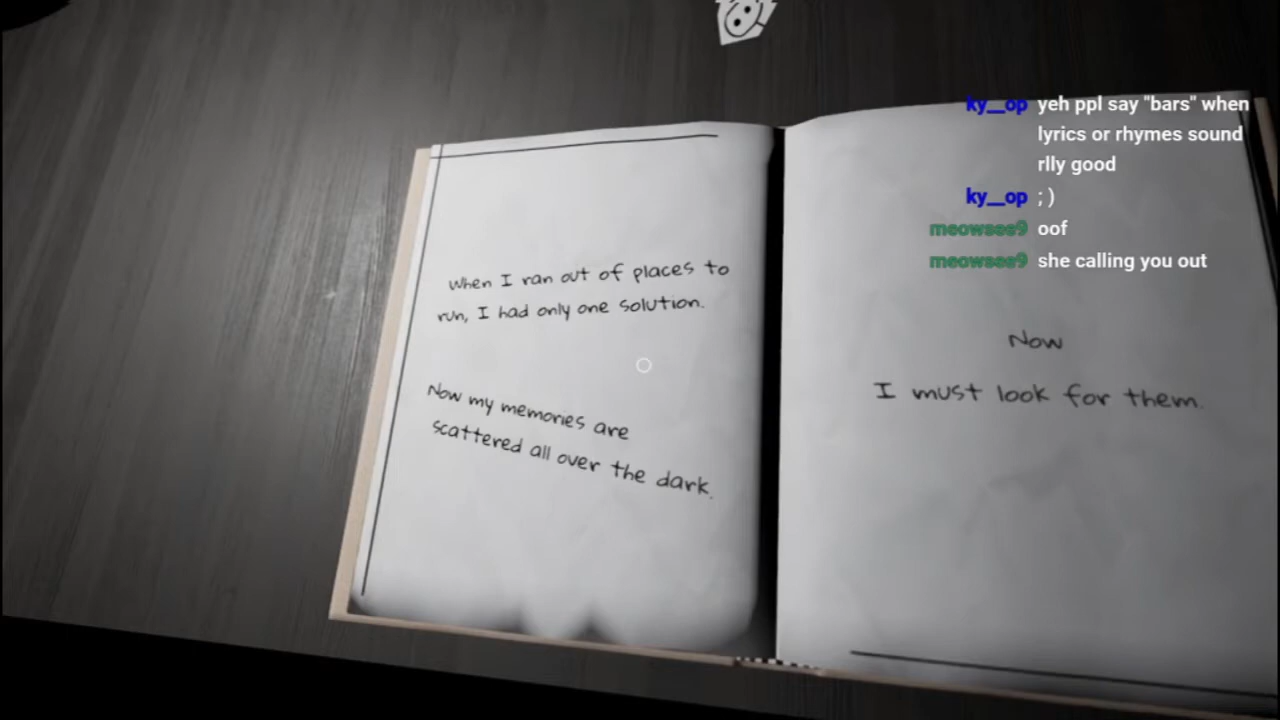 When I ran out of places to
run, I had only one solution.
Now my memories are
scattered all over the dark.
Now
I must look for them.
ky__op yeh ppl say "bars" when
lyrics or rhymes sound
rlly good
ky__op ; )
meowsee9 oof
meowsee9 she calling you out